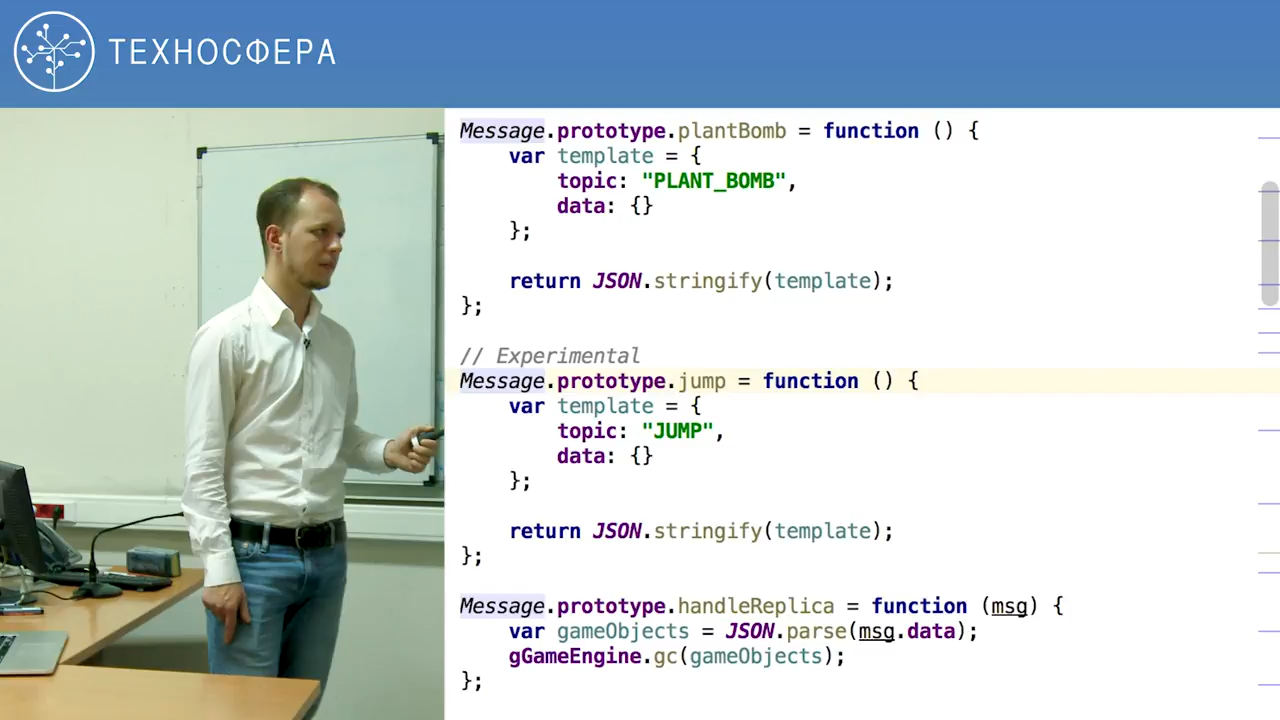 ТЕХНОСФЕРА
Message.prototype.plantBomb = function () {
    var template = {
        topic: "PLANT_BOMB",
        data: {}
    };
    return JSON.stringify(template);
};
// Experimental
Message.prototype.jump = function () {
    var template = {
        topic: "JUMP",
        data: {}
    };
    return JSON.stringify(template);
};
Message.prototype.handleReplica = function (msg) {
    var gameObjects = JSON.parse(msg.data);
    gGameEngine.gc(gameObjects);
};